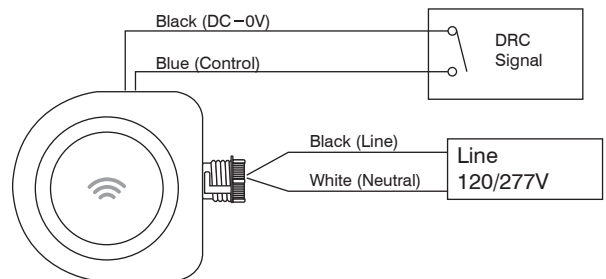 Black (DC−0V)
Blue (Control)
DRC
Signal
Black (Line)
White (Neutral)
Line
120/277V